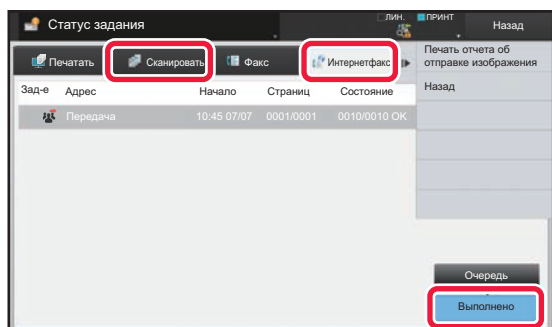 Статус задания
ЛИН.
ПРИНТ
Назад
Печатать
Сканировать
Факс
Интернетфакс
Печать отчета об
отправке изображения
Назад
Зад-е
Адрес
Начало
Страниц
Состояние
Передача
10:45 07/07
0001/0001
0010/0010 OK
Очередь
Выполнено